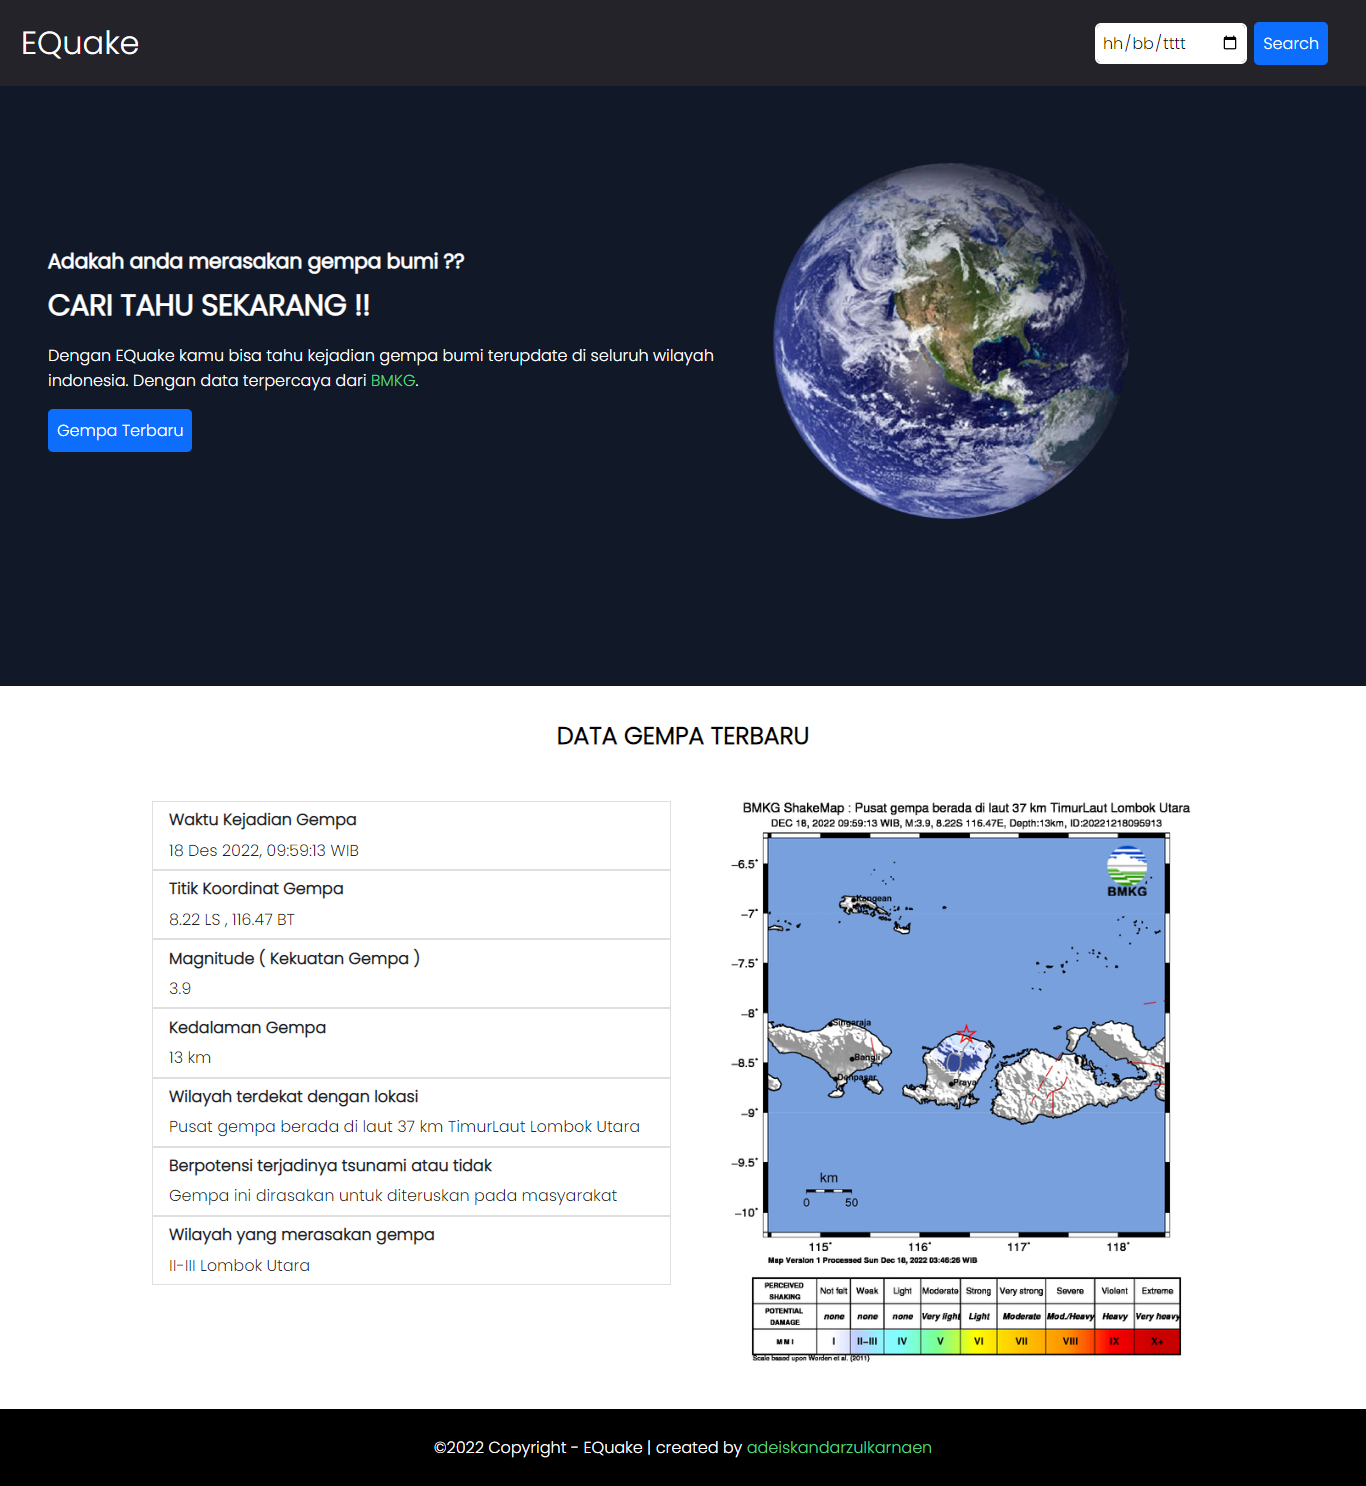 EQuake
hh/bb/tttt
Search
Adakah anda merasakan gempa bumi ??
CARI TAHU SEKARANG !!
Dengan EQuake kamu bisa tahu kejadian gempa bumi terupdate di seluruh wilayah
indonesia. Dengan data terpercaya dari BMKG.
Gempa Terbaru
DATA GEMPA TERBARU
Waktu Kejadian Gempa
18 Des 2022, 09:59:13 WIB
Titik Koordinat Gempa
8.22 LS , 116.47 BT
Magnitude ( Kekuatan Gempa )
3.9
Kedalaman Gempa
13 km
Wilayah terdekat dengan lokasi
Pusat gempa berada di laut 37 km TimurLaut Lombok Utara
Berpotensi terjadinya tsunami atau tidak
Gempa ini dirasakan untuk diteruskan pada masyarakat
Wilayah yang merasakan gempa
II-III Lombok Utara
BMKG ShakeMap : Pusat gempa berada di laut 37 km TimurLaut Lombok Utara
DEC 18, 2022 09:59:13 WIB, M:3.9, 8.22S 116.47E, Depth:13km, ID:20221218095913
−6.5°
BMKG
Kangean
−7°
−7.5°
−8°
Singaraja
Bangli
−8.5°
Denpasar
Praya
−9°
−9.5°
km
0 50
−10°
115° 116° 117° 118°
Map Version 1 Processed Sun Dec 18, 2022 03:46:26 WIB
PERCEIVED SHAKING Not felt Weak Light Moderate Strong Very strong Severe Violent Extreme
POTENTIAL DAMAGE none none none Very light Light Moderate Mod./Heavy Heavy Very heavy
MMI I II–III IV V VI VII VIII IX X+
Scale based upon Worden et al. (2011)
©2022 Copyright - EQuake | created by adeiskandarzulkarnaen